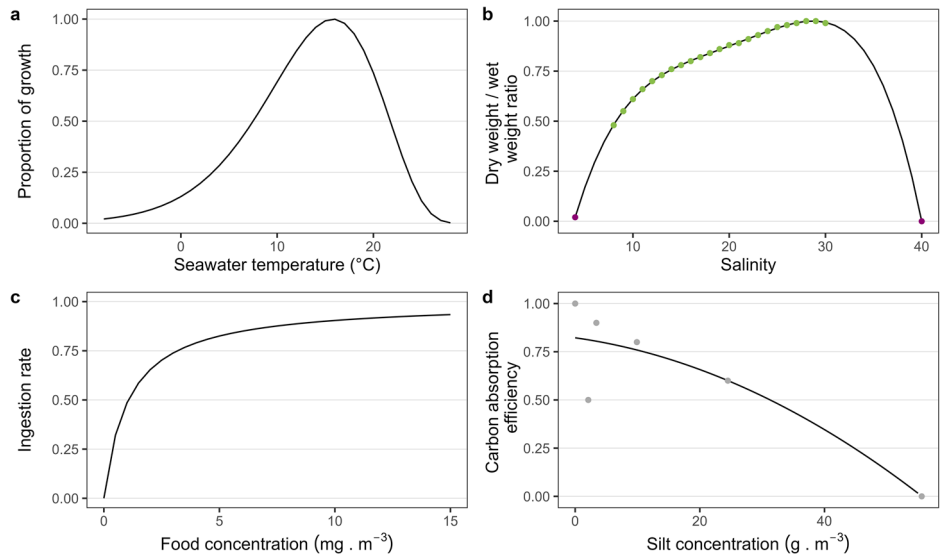 a
Proportion of growth
1.00
0.75
0.50
0.25
0.00
0 10 20
Seawater temperature (°C)
b
Dry weight / wet
weight ratio
1.00
0.75
0.50
0.25
0.00
10 20 30 40
Salinity
c
Ingestion rate
1.00
0.75
0.50
0.25
0.00
0 5 10 15
Food concentration (mg . m⁻³)
d
Carbon absorption
efficiency
1.00
0.75
0.50
0.25
0.00
0 20 40
Silt concentration (g . m⁻³)